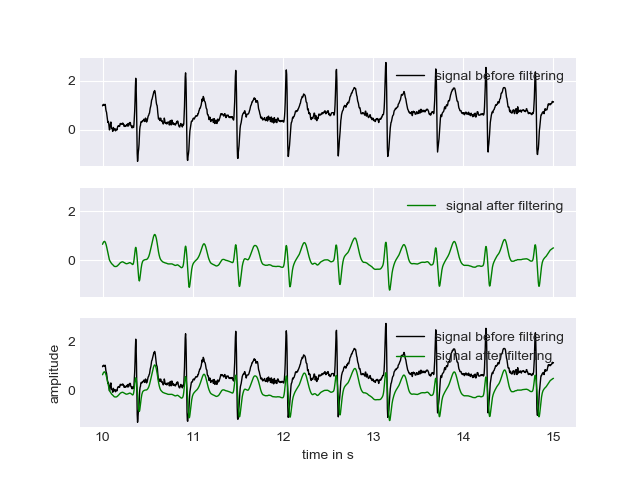 2
0
signal before filtering
2
0
signal after filtering
2
0
signal before filtering
signal after filtering
amplitude
10 11 12 13 14 15
time in s